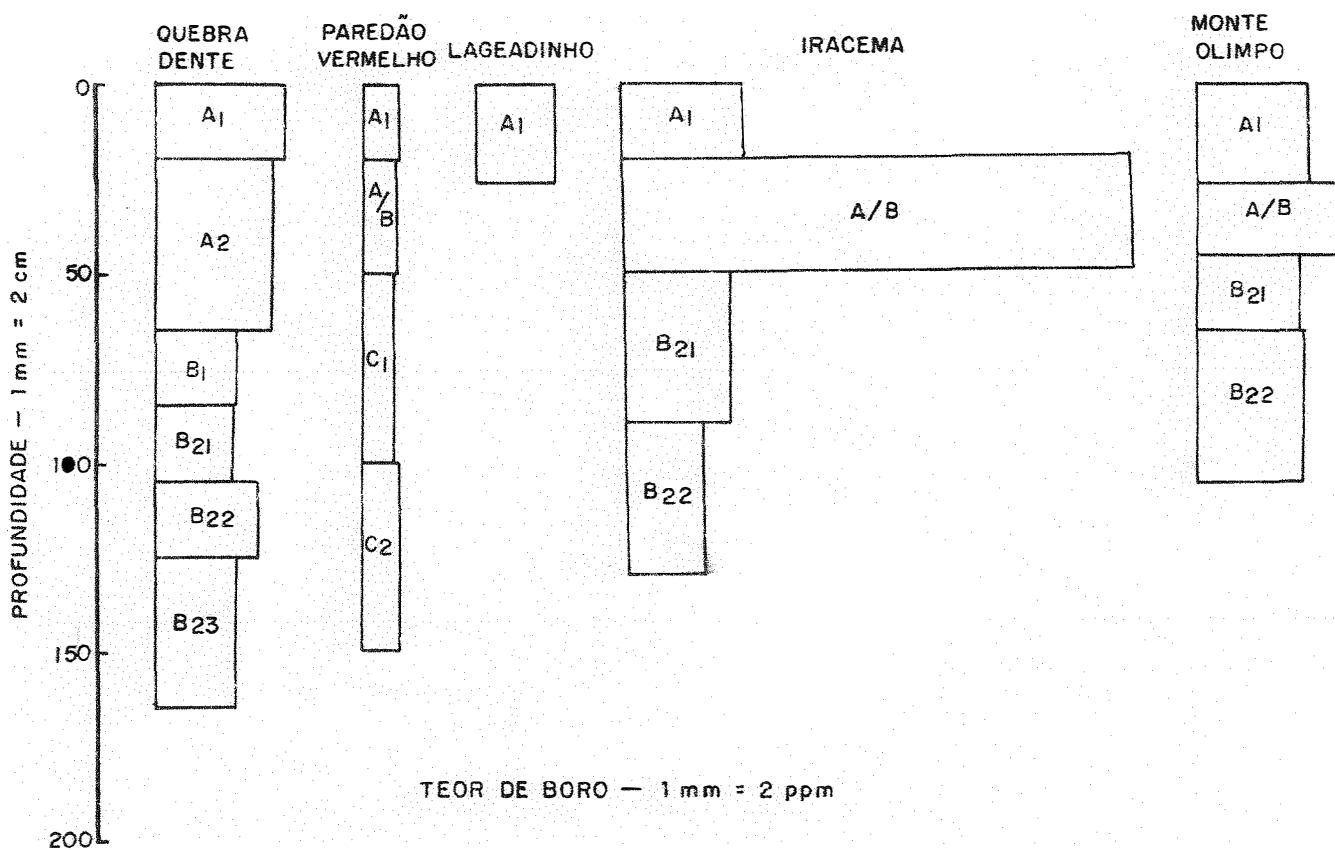 QUEBRA
DENTE
PAREDÃO
VERMELHO
LAGEADINHO
IRACEMA
MONTE
OLIMPO
PROFUNDIDADE — 1 mm = 2 cm
0
50
100
150
200
A1
A2
B1
B21
B22
B23
A1
A/B
C1
C2
A1
A1
A/B
B21
B22
A1
A/B
B21
B22
TEOR DE BORO — 1 mm = 2 ppm